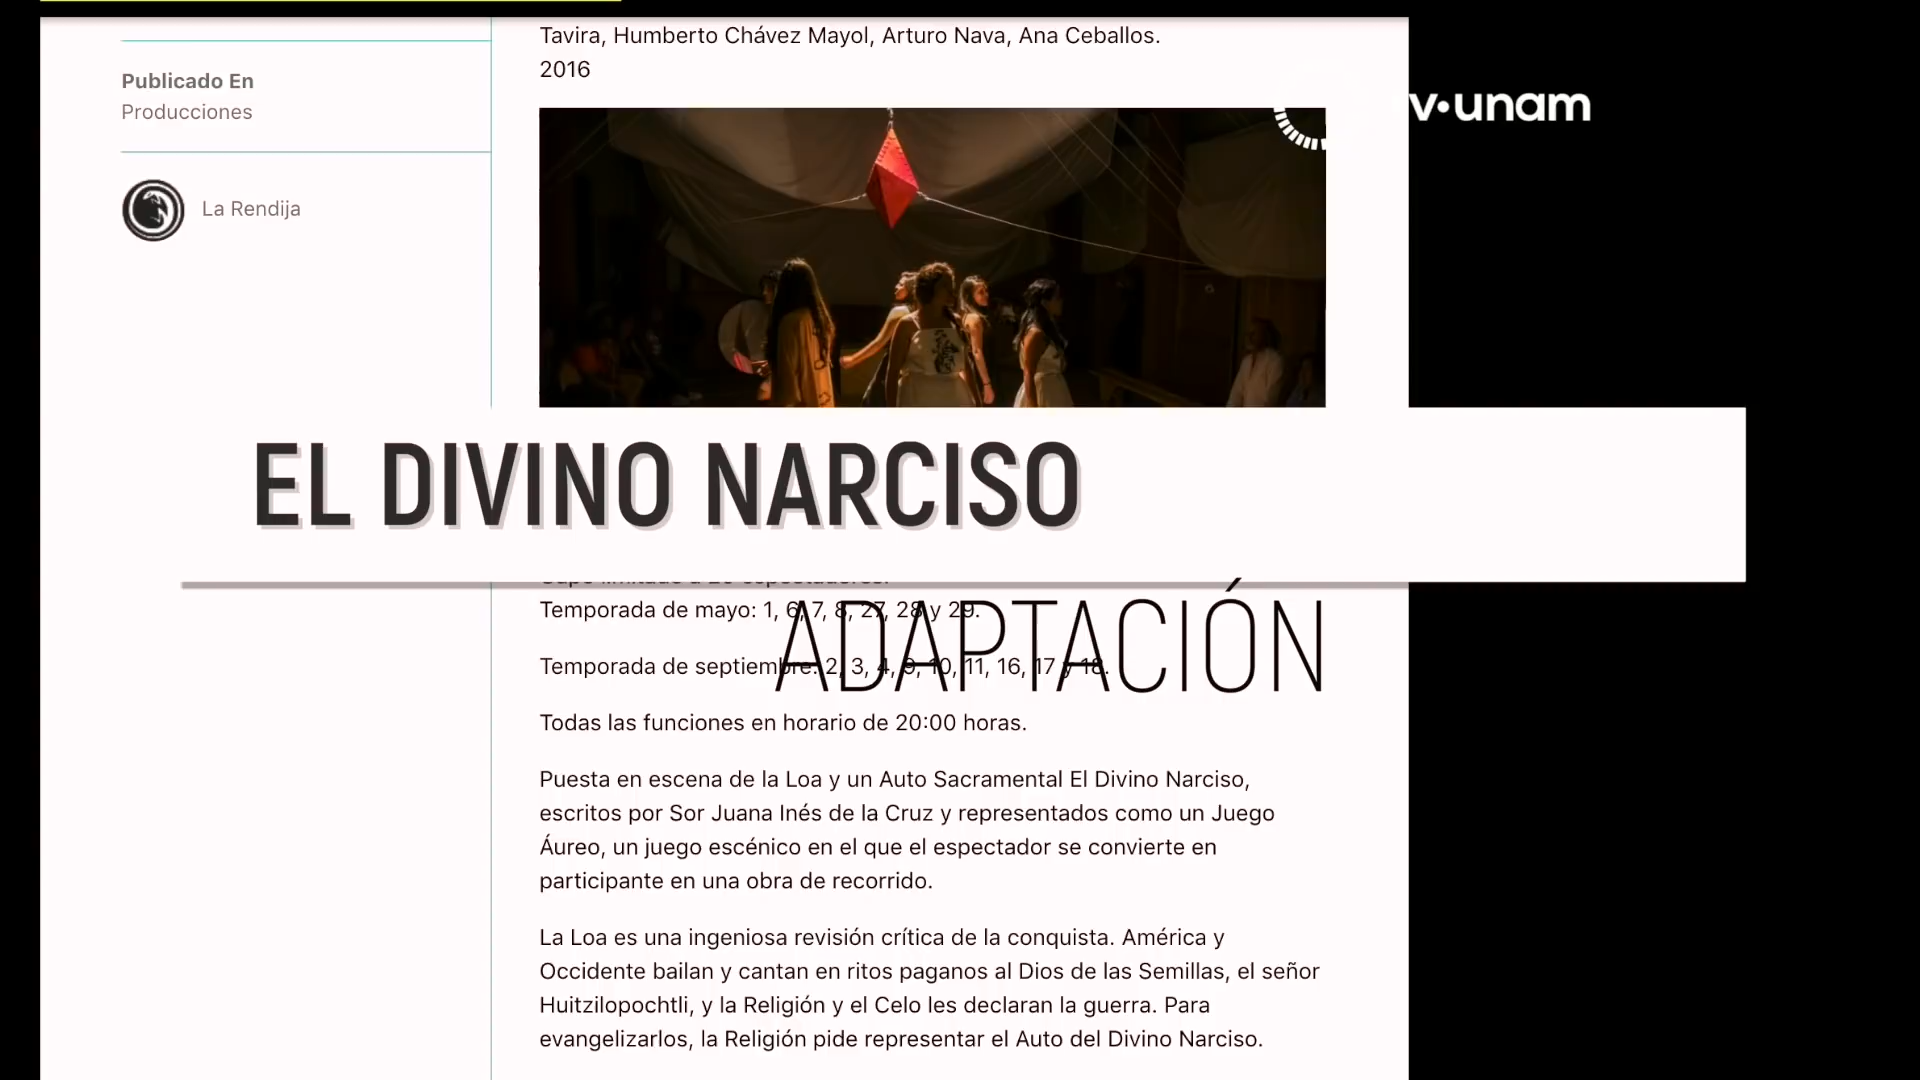 Tavira, Humberto Chávez Mayol, Arturo Nava, Ana Ceballos.
2016
Publicado En
Producciones
La Rendija
v·unam
EL DIVINO NARCISO
ADAPTACIÓN
Temporada de mayo: 1, 6, 7, 8, 27, 28 y 29.
Temporada de septiembre: 2, 3, 4, 9, 10, 11, 16, 17 y 18.
Todas las funciones en horario de 20:00 horas.
Puesta en escena de la Loa y un Auto Sacramental El Divino Narciso,
escritos por Sor Juana Inés de la Cruz y representados como un Juego
Áureo, un juego escénico en el que el espectador se convierte en
participante en una obra de recorrido.
La Loa es una ingeniosa revisión crítica de la conquista. América y
Occidente bailan y cantan en ritos paganos al Dios de las Semillas, el señor
Huitzilopochtli, y la Religión y el Celo les declaran la guerra. Para
evangelizarlos, la Religión pide representar el Auto del Divino Narciso.